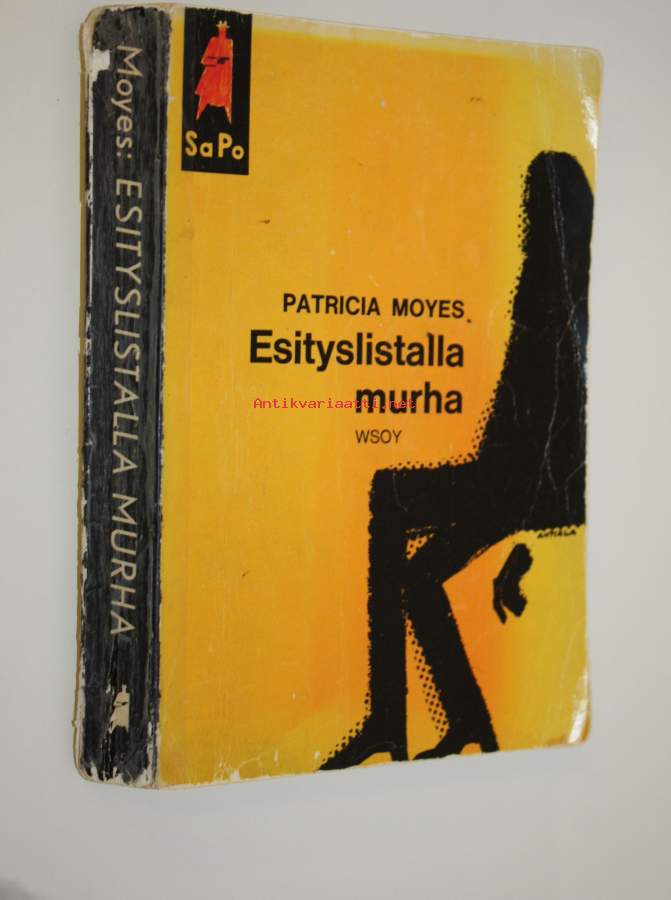 Moyes: ESITYSLISTALLA MURHA
SaPo
PATRICIA MOYES
Esityslistalla
murha
Antikvariaatti.net
WSOY